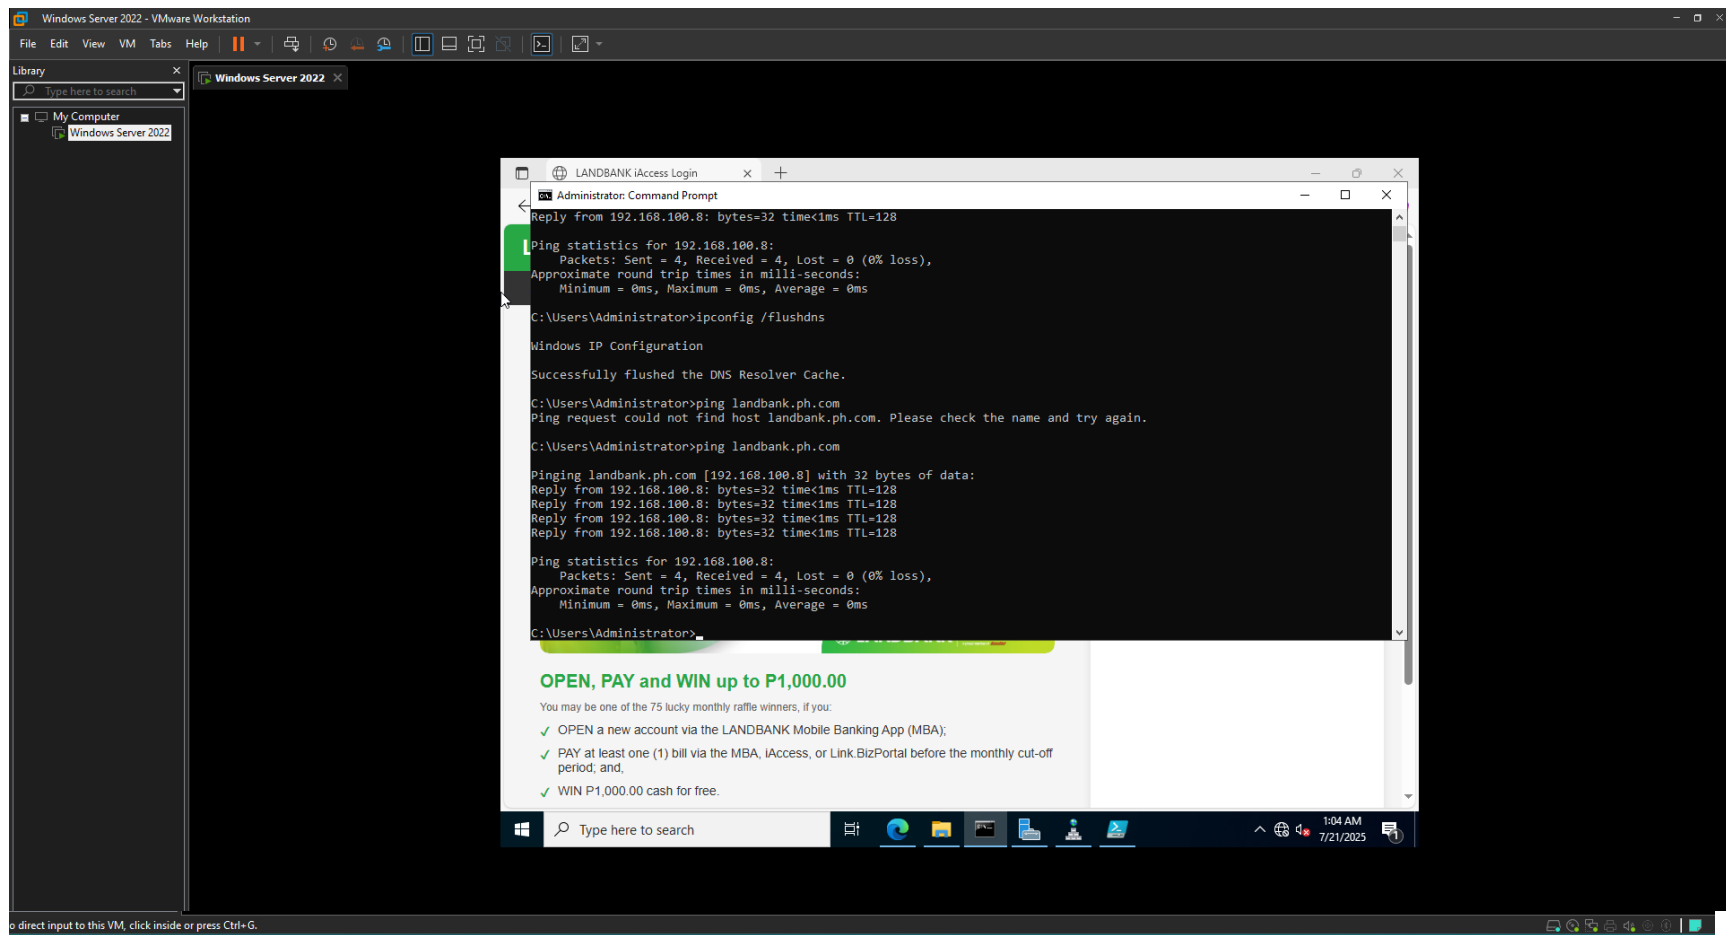 Windows Server 2022 - VMware Workstation
File Edit View VM Tabs Help
Library
Windows Server 2022
Type here to search
My Computer
Windows Server 2022
LANDBANK iAccess Login
Administrator: Command Prompt
L
Reply from 192.168.100.8: bytes=32 time<1ms TTL=128
Ping statistics for 192.168.100.8:
Packets: Sent = 4, Received = 4, Lost = 0 (0% loss),
Approximate round trip times in milli-seconds:
Minimum = 0ms, Maximum = 0ms, Average = 0ms
C:\Users\Administrator>ipconfig /flushdns
Windows IP Configuration
Successfully flushed the DNS Resolver Cache.
C:\Users\Administrator>ping landbank.ph.com
Ping request could not find host landbank.ph.com. Please check the name and try again.
C:\Users\Administrator>ping landbank.ph.com
Pinging landbank.ph.com [192.168.100.8] with 32 bytes of data:
Reply from 192.168.100.8: bytes=32 time<1ms TTL=128
Reply from 192.168.100.8: bytes=32 time<1ms TTL=128
Reply from 192.168.100.8: bytes=32 time<1ms TTL=128
Reply from 192.168.100.8: bytes=32 time<1ms TTL=128
Ping statistics for 192.168.100.8:
Packets: Sent = 4, Received = 4, Lost = 0 (0% loss),
Approximate round trip times in milli-seconds:
Minimum = 0ms, Maximum = 0ms, Average = 0ms
C:\Users\Administrator>
OPEN, PAY and WIN up to P1,000.00
You may be one of the 75 lucky monthly raffle winners, if you:
OPEN a new account via the LANDBANK Mobile Banking App (MBA);
PAY at least one (1) bill via the MBA, iAccess, or Link.BizPortal before the monthly cut-off
period; and,
WIN P1,000.00 cash for free.
Type here to search
1:04 AM
7/21/2025
1
o direct input to this VM, click inside or press Ctrl+G.